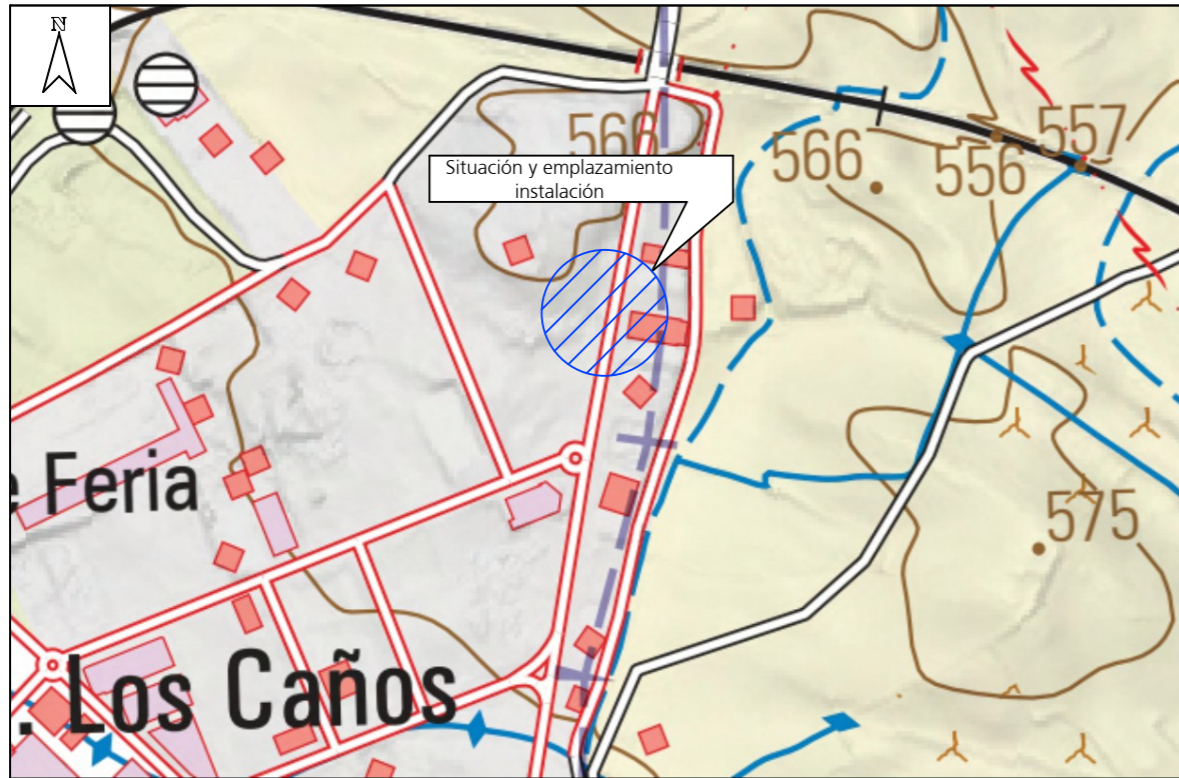 N
566
557
Situación y emplazamiento
instalación
566
556
e Feria
575
. Los Caños